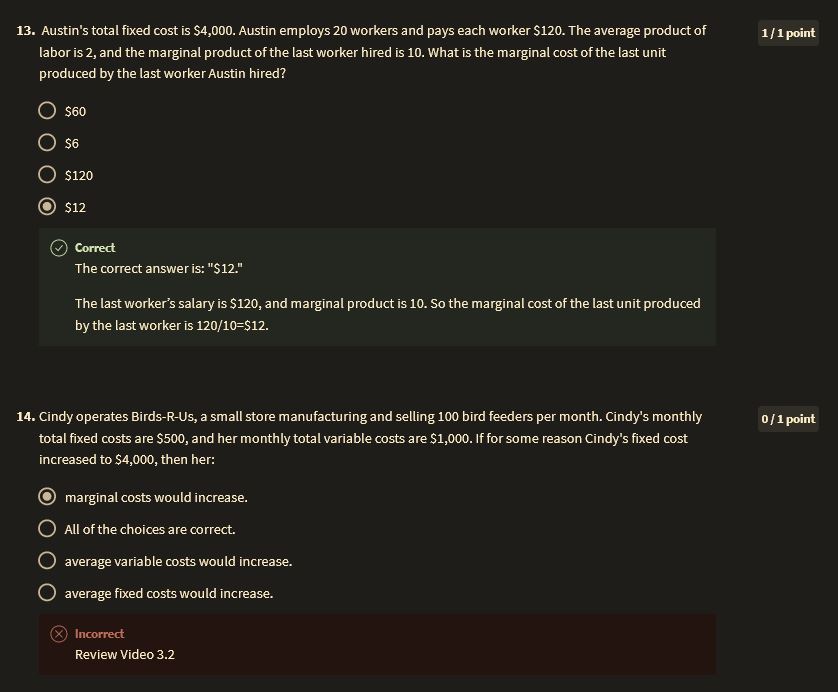 13. Austin's total fixed cost is $4,000. Austin employs 20 workers and pays each worker $120. The average product of
1 / 1 point
labor is 2, and the marginal product of the last worker hired is 10. What is the marginal cost of the last unit
produced by the last worker Austin hired?
$60
$6
$120
$12
Correct
The correct answer is: "$12."
The last worker’s salary is $120, and marginal product is 10. So the marginal cost of the last unit produced
by the last worker is 120/10=$12.
14. Cindy operates Birds-R-Us, a small store manufacturing and selling 100 bird feeders per month. Cindy's monthly
0 / 1 point
total fixed costs are $500, and her monthly total variable costs are $1,000. If for some reason Cindy's fixed cost
increased to $4,000, then her:
marginal costs would increase.
All of the choices are correct.
average variable costs would increase.
average fixed costs would increase.
Incorrect
Review Video 3.2